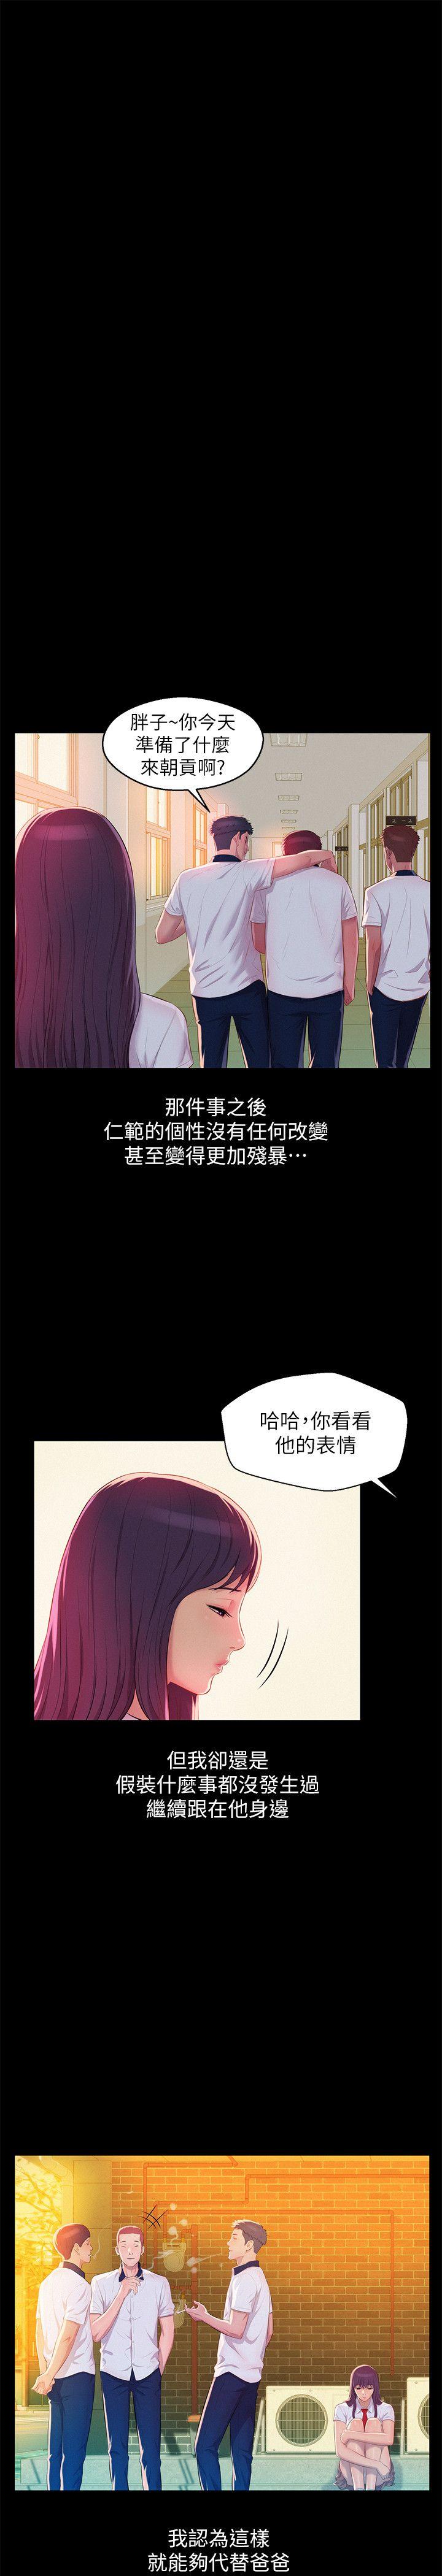 胖子~你今天
準備了什麼
來朝貢啊?
那件事之後
仁範的個性沒有任何改變
甚至變得更加殘暴…
哈哈,你看看
他的表情
但我卻還是
假裝什麼事都沒發生過
繼續跟在他身邊
我認為這樣
就能夠代替爸爸